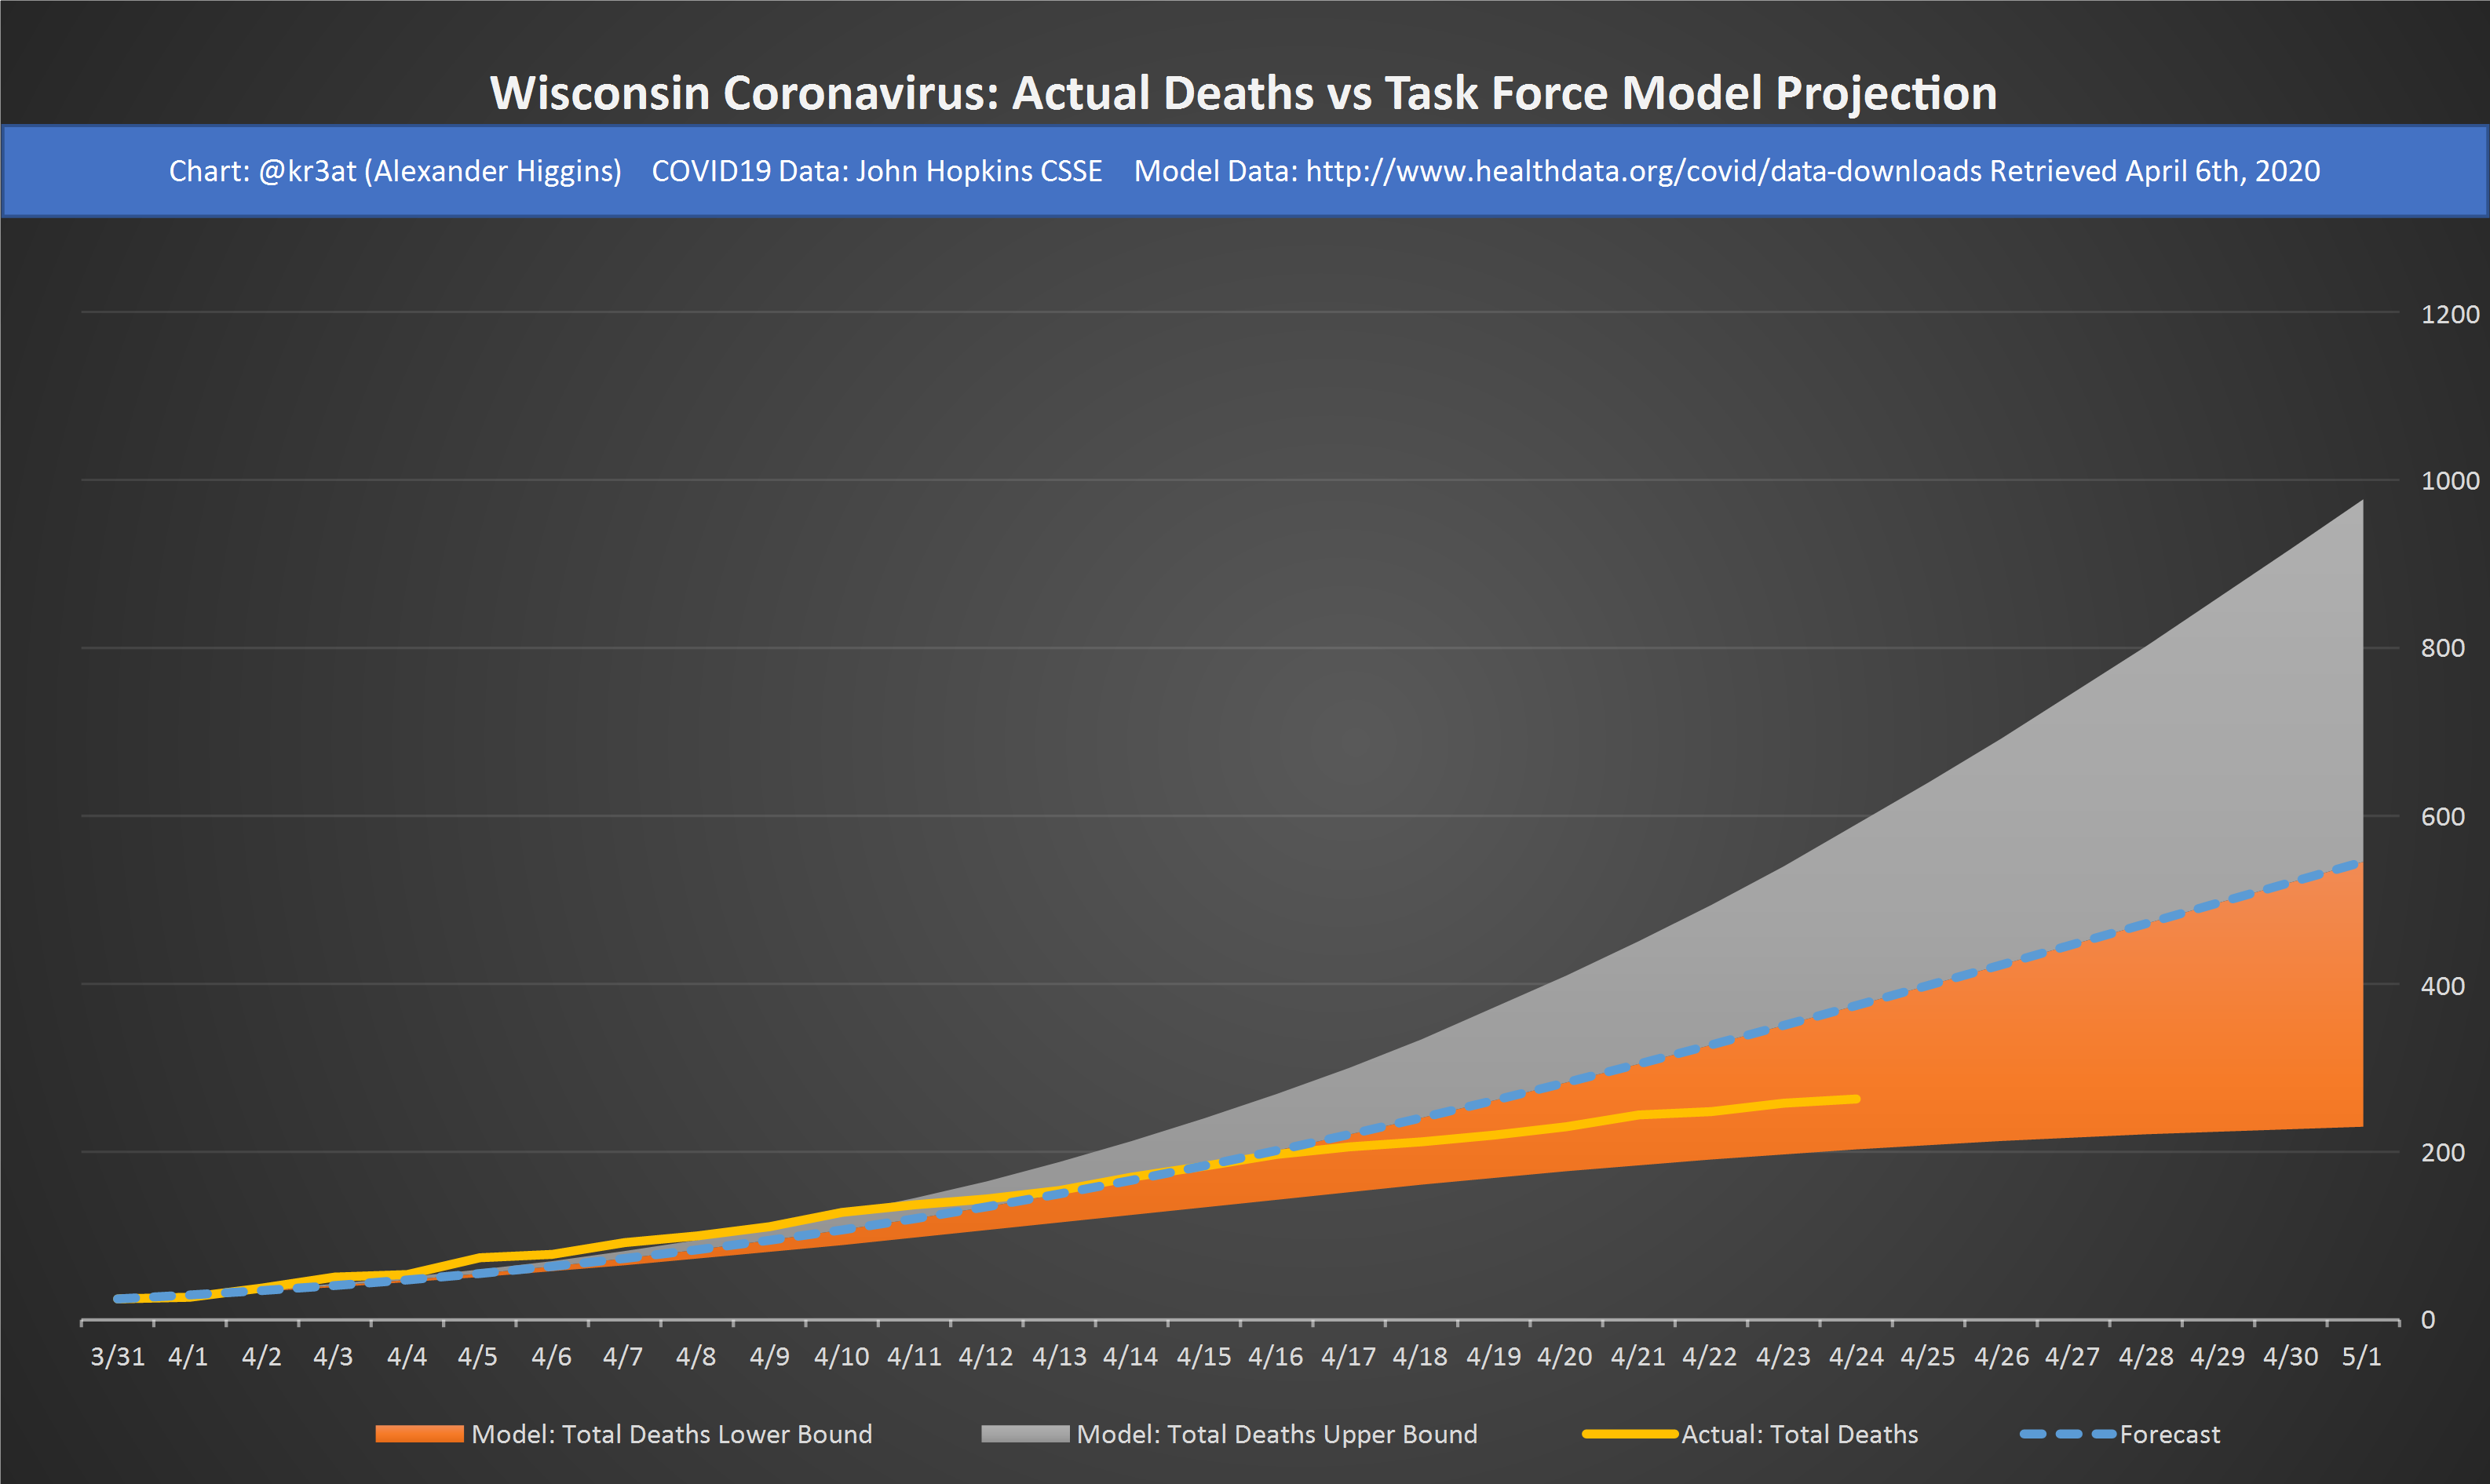 Wisconsin Coronavirus: Actual Deaths vs Task Force Model Projection
Chart: @kr3at (Alexander Higgins) COVID19 Data: John Hopkins CSSE Model Data: http://www.healthdata.org/covid/data-downloads Retrieved April 6th, 2020
1200
1000
800
600
400
200
0
3/31 4/1 4/2 4/3 4/4 4/5 4/6 4/7 4/8 4/9 4/10 4/11 4/12 4/13 4/14 4/15 4/16 4/17 4/18 4/19 4/20 4/21 4/22 4/23 4/24 4/25 4/26 4/27 4/28 4/29 4/30 5/1
Model: Total Deaths Lower Bound Model: Total Deaths Upper Bound Actual: Total Deaths Forecast